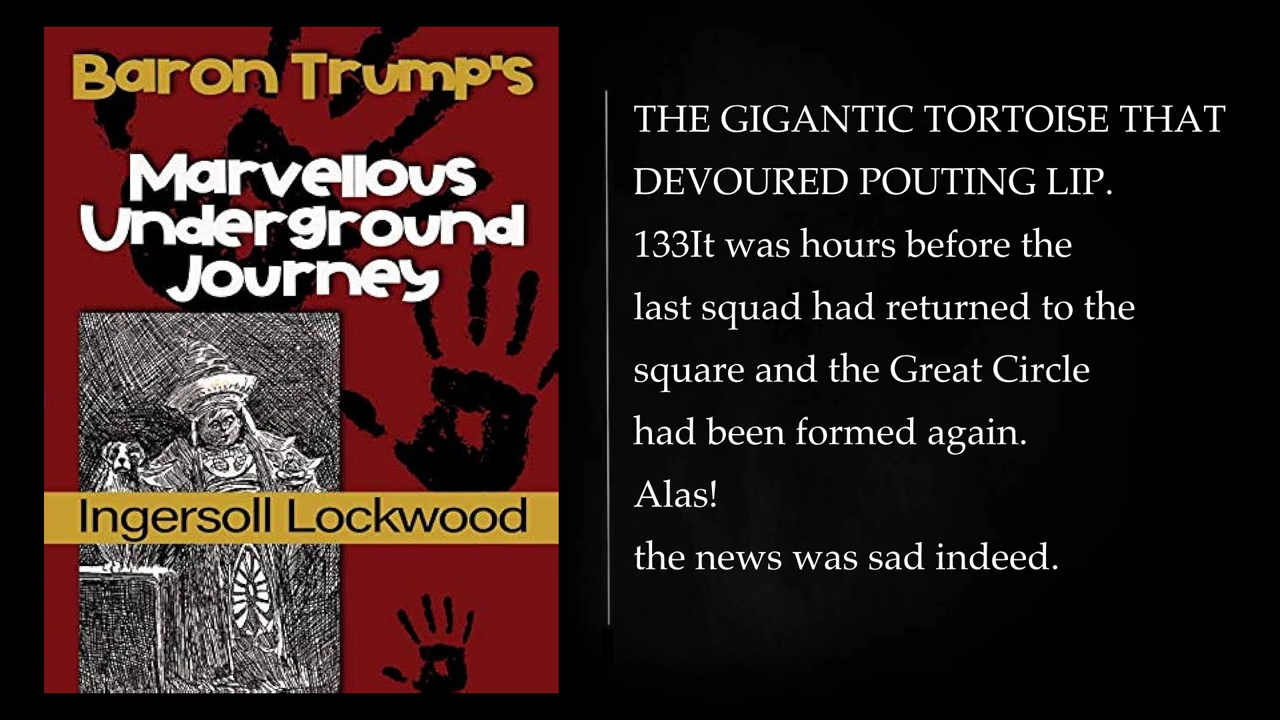 Baron Trump's
Marvellous
Underground
Journey
Ingersoll Lockwood
THE GIGANTIC TORTOISE THAT
DEVOURED POUTING LIP.
133It was hours before the
last squad had returned to the
square and the Great Circle
had been formed again.
Alas!
the news was sad indeed.